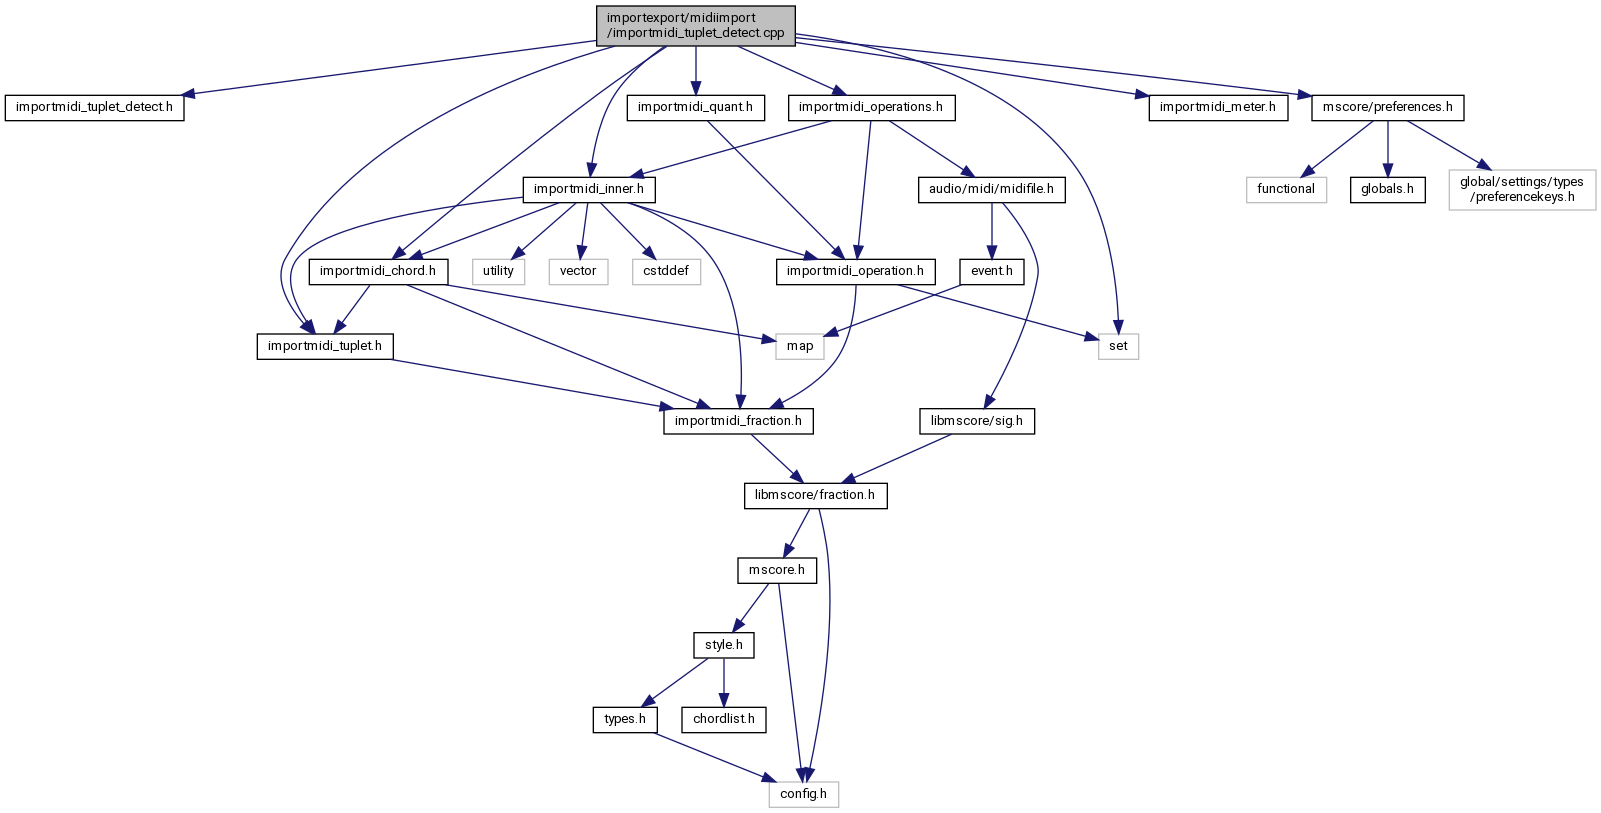 importexport/midiimport
/importmidi_tuplet_detect.cpp
importmidi_tuplet_detect.h
importmidi_quant.h
importmidi_operations.h
importmidi_meter.h
mscore/preferences.h
importmidi_inner.h
audio/midi/midifile.h
functional
globals.h
global/settings/types
/preferencekeys.h
importmidi_chord.h
utility
vector
cstddef
importmidi_operation.h
event.h
importmidi_tuplet.h
map
set
importmidi_fraction.h
libmscore/sig.h
libmscore/fraction.h
mscore.h
style.h
types.h
chordlist.h
config.h